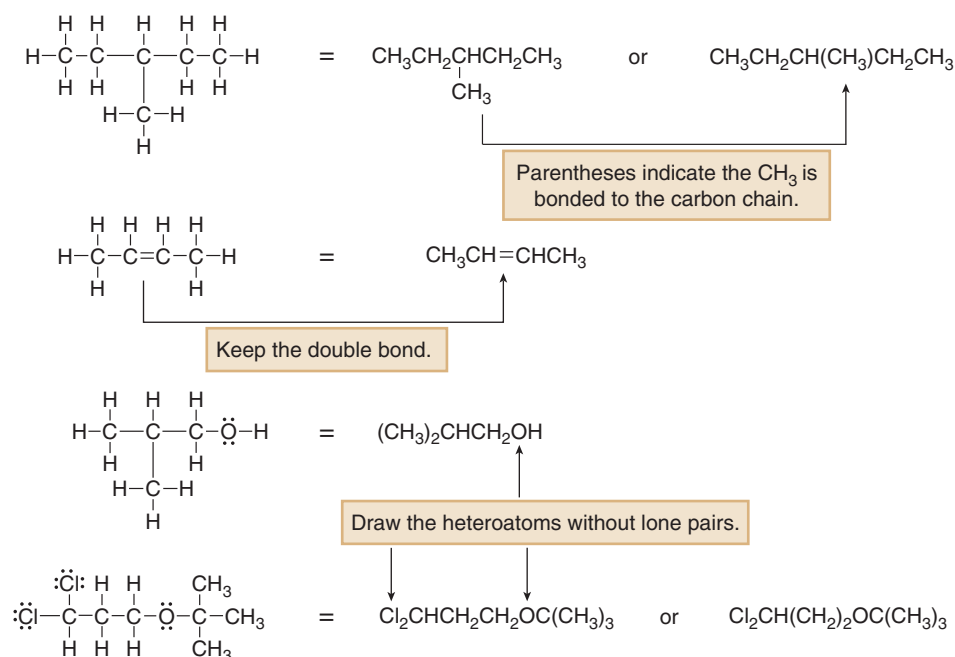 H H H H H
H–C–C–C–C–C–H = CH₃CH₂CHCH₂CH₃ or CH₃CH₂CH(CH₃)CH₂CH₃
H H H H
CH₃
H–C–H
H
Parentheses indicate the CH₃ is
bonded to the carbon chain.
H H H H
H–C–C=C–C–H = CH₃CH=CHCH₃
H H
Keep the double bond.
H H H
H–C–C–C–Ö–H = (CH₃)₂CHCH₂OH
H H
H–C–H
H
Draw the heteroatoms without lone pairs.
:Cl: H H CH₃
:Cl–C–C–C–O–C–CH₃ = Cl₂CHCH₂CH₂OC(CH₃)₃ or Cl₂CH(CH₂)₂OC(CH₃)₃
H H H CH₃